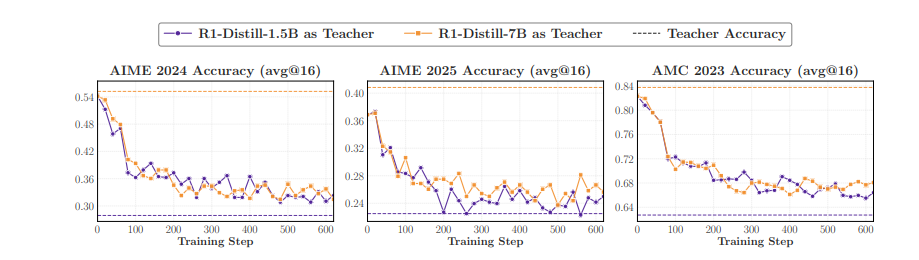 R1-Distill-1.5B as Teacher R1-Distill-7B as Teacher Teacher Accuracy
AIME 2024 Accuracy (avg@16) AIME 2025 Accuracy (avg@16) AMC 2023 Accuracy (avg@16)
0.54 0.48 0.42 0.36 0.30
0 100 200 300 400 500 600
Training Step
0.40 0.36 0.32 0.28 0.24
0 100 200 300 400 500 600
Training Step
0.84 0.80 0.76 0.72 0.68 0.64
0 100 200 300 400 500 600
Training Step